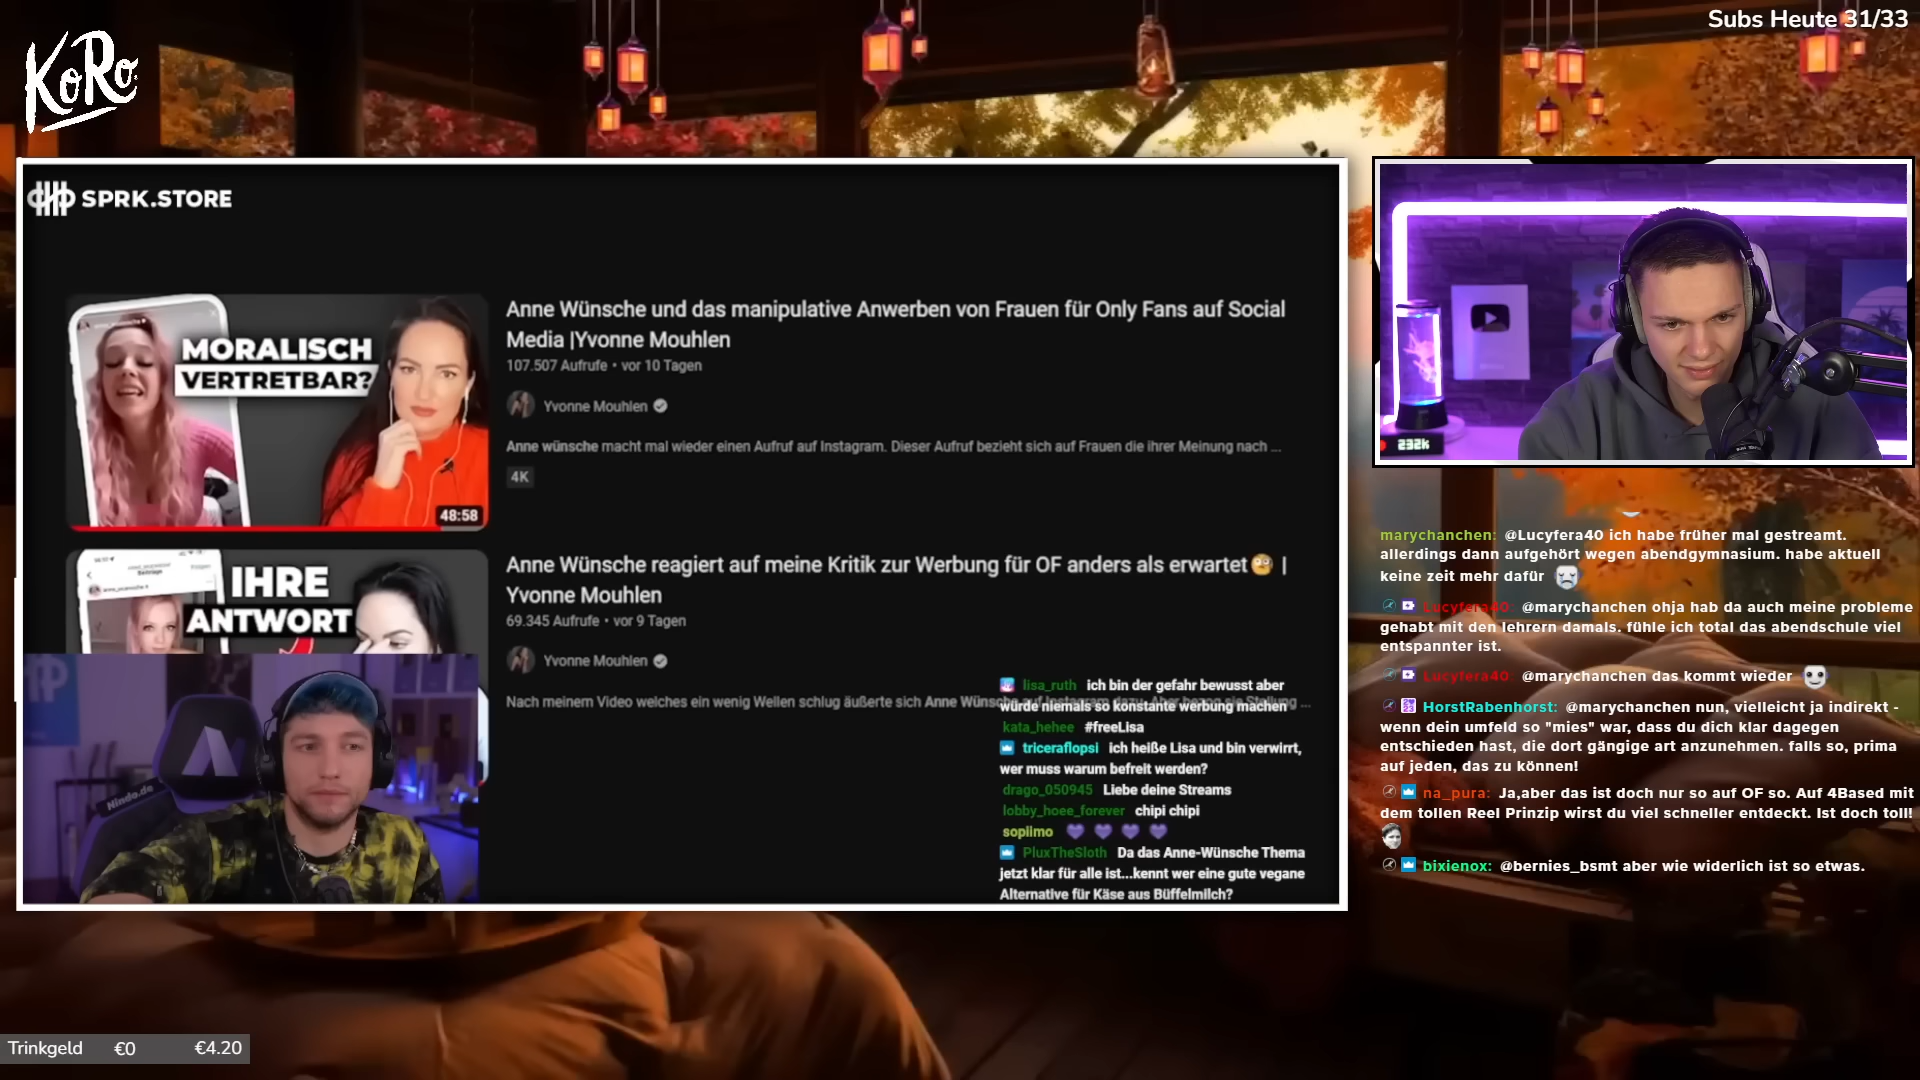 Subs Heute 31/33
KoRo
SPRK.STORE
MORALISCH
VERTRETBAR?
48:58
Anne Wünsche und das manipulative Anwerben von Frauen für Only Fans auf Social
Media |Yvonne Mouhlen
107.507 Aufrufe • vor 10 Tagen
Yvonne Mouhlen
Anne wünsche macht mal wieder einen Aufruf auf Instagram. Dieser Aufruf bezieht sich auf Frauen die ihrer Meinung nach ...
4K
IHRE
ANTWORT
Anne Wünsche reagiert auf meine Kritik zur Werbung für OF anders als erwartet🧐 |
Yvonne Mouhlen
69.345 Aufrufe • vor 9 Tagen
Yvonne Mouhlen
Nach meinem Video welches ein wenig Wellen schlug äußerte sich Anne Wünsc
Nindo.de
lisa_ruth ich bin der gefahr bewusst aber
würde niemals so konstante werbung machen
kata_hehee #freeLisa
triceraflopsi ich heiße Lisa und bin verwirrt,
wer muss warum befreit werden?
drago_050945 Liebe deine Streams
lobby_hoee_forever chipi chipi
sopiimo 💜 💜 💜 💜
PluxTheSloth Da das Anne-Wünsche Thema
jetzt klar für alle ist...kennt wer eine gute vegane
Alternative für Käse aus Büffelmilch?
232k
marychanchen: @Lucyfera40 ich habe früher mal gestreamt.
allerdings dann aufgehört wegen abendgymnasium. habe aktuell
keine zeit mehr dafür
Lucyfera40: @marychanchen ohja hab da auch meine probleme
gehabt mit den lehrern damals. fühle ich total das abendschule viel
entspannter ist.
Lucyfera40: @marychanchen das kommt wieder
HorstRabenhorst: @marychanchen nun, vielleicht ja indirekt -
wenn dein umfeld so "mies" war, dass du dich klar dagegen
entschieden hast, die dort gängige art anzunehmen. falls so, prima
auf jeden, das zu können!
na_pura: Ja,aber das ist doch nur so auf OF so. Auf 4Based mit
dem tollen Reel Prinzip wirst du viel schneller entdeckt. Ist doch toll!
bixienox: @bernies_bsmt aber wie widerlich ist so etwas.
Trinkgeld €0 €4.20